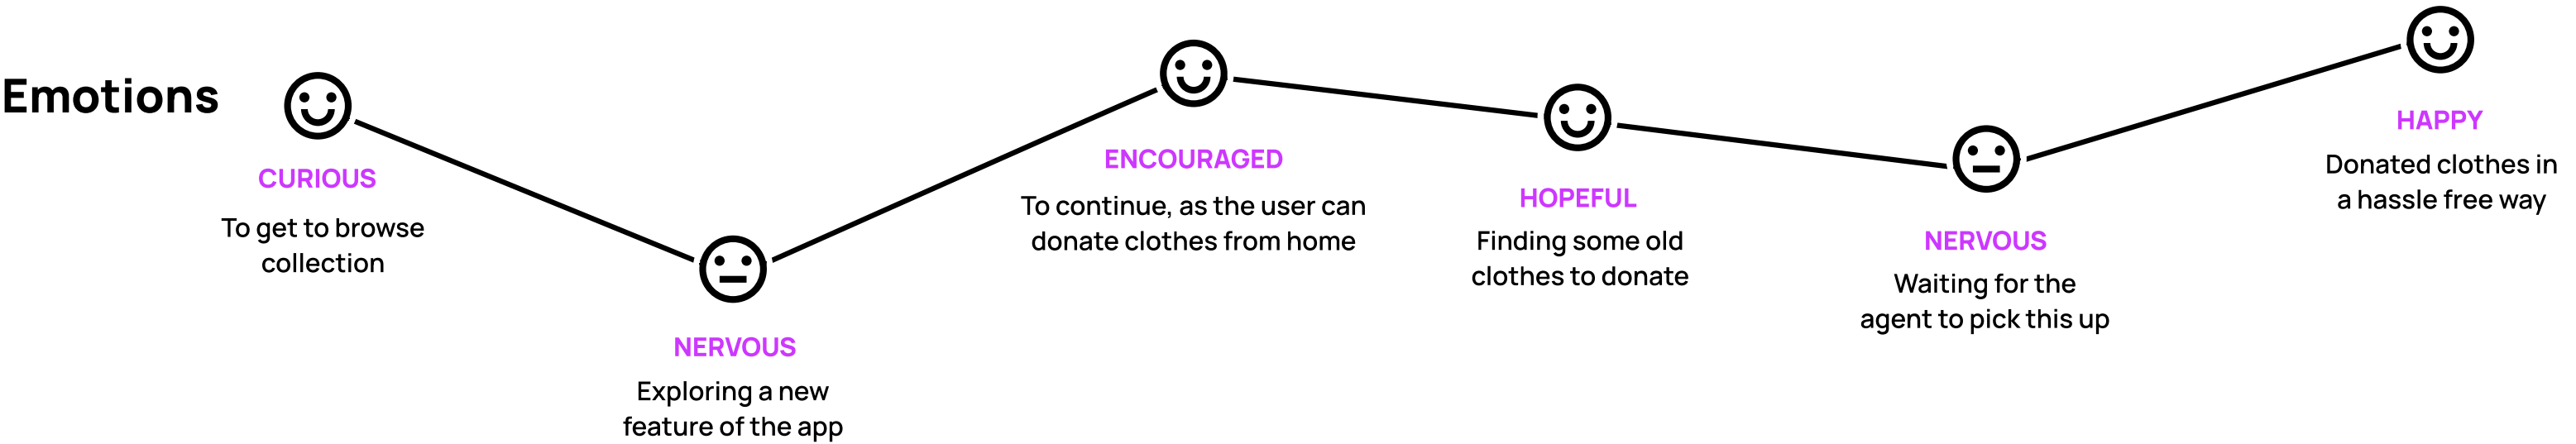 Emotions
CURIOUS
To get to browse
collection
NERVOUS
Exploring a new
feature of the app
ENCOURAGED
To continue, as the user can
donate clothes from home
HOPEFUL
Finding some old
clothes to donate
NERVOUS
Waiting for the
agent to pick this up
HAPPY
Donated clothes in
a hassle free way